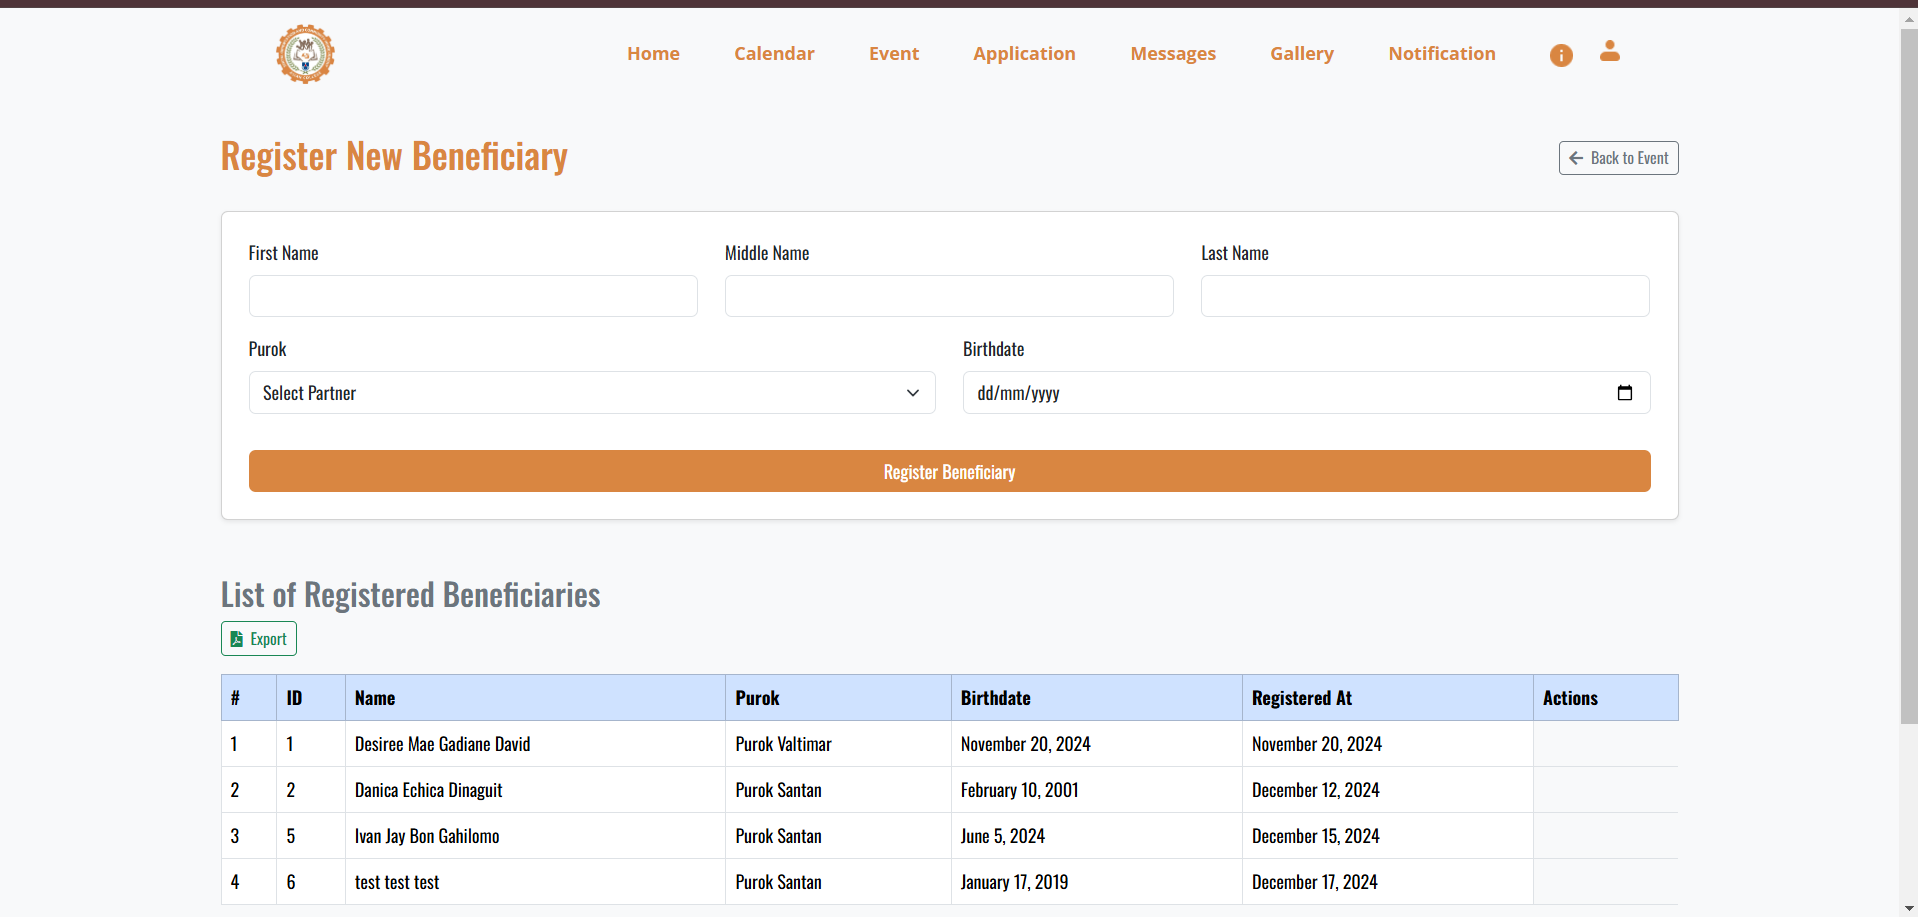 Home Calendar Event Application Messages Gallery Notification
Register New Beneficiary
Back to Event
First Name Middle Name Last Name
Purok Birthdate
Select Partner dd/mm/yyyy
Register Beneficiary
List of Registered Beneficiaries
Export
# ID Name Purok Birthdate Registered At Actions
1 1 Desiree Mae Gadiane David Purok Valtimar November 20, 2024 November 20, 2024
2 2 Danica Echica Dinaguit Purok Santan February 10, 2001 December 12, 2024
3 5 Ivan Jay Bon Gahilomo Purok Santan June 5, 2024 December 15, 2024
4 6 test test test Purok Santan January 17, 2019 December 17, 2024